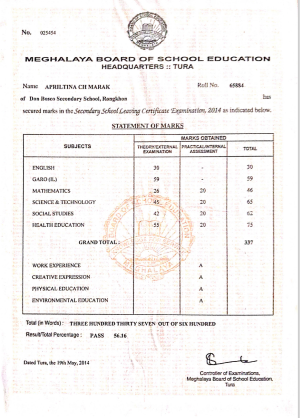 No. 023454
MEGHALAYA BOARD OF SCHOOL EDUCATION
HEADQUARTERS :: TURA
Name APRILTINA CH MARAK Roll No. 65884
of Don Bosco Secondary School, Rongkhon has
secured marks in the Secondary School Leaving Certificate Examination, 2014 as indicated below.
STATEMENT OF MARKS
MARKS OBTAINED
SUBJECTS THEORY/EXTERNAL EXAMINATION PRACTICAL/INTERNAL ASSESSMENT TOTAL
ENGLISH 30 - 30
GARO (IL) 59 - 59
MATHEMATICS 26 20 46
SCIENCE & TECHNOLOGY 45 20 65
SOCIAL STUDIES 42 20 62
HEALTH EDUCATION 55 20 75
GRAND TOTAL : 337
WORK EXPERIENCE A
CREATIVE EXPRESSION A
PHYSICAL EDUCATION A
ENVIRONMENTAL EDUCATION A
Total (in Words) : THREE HUNDRED THIRTY SEVEN OUT OF SIX HUNDRED
Result/Total Percentage : PASS 56.16
Dated Tura, the 19th May, 2014
Controller of Examinations,
Meghalaya Board of School Education,
Tura